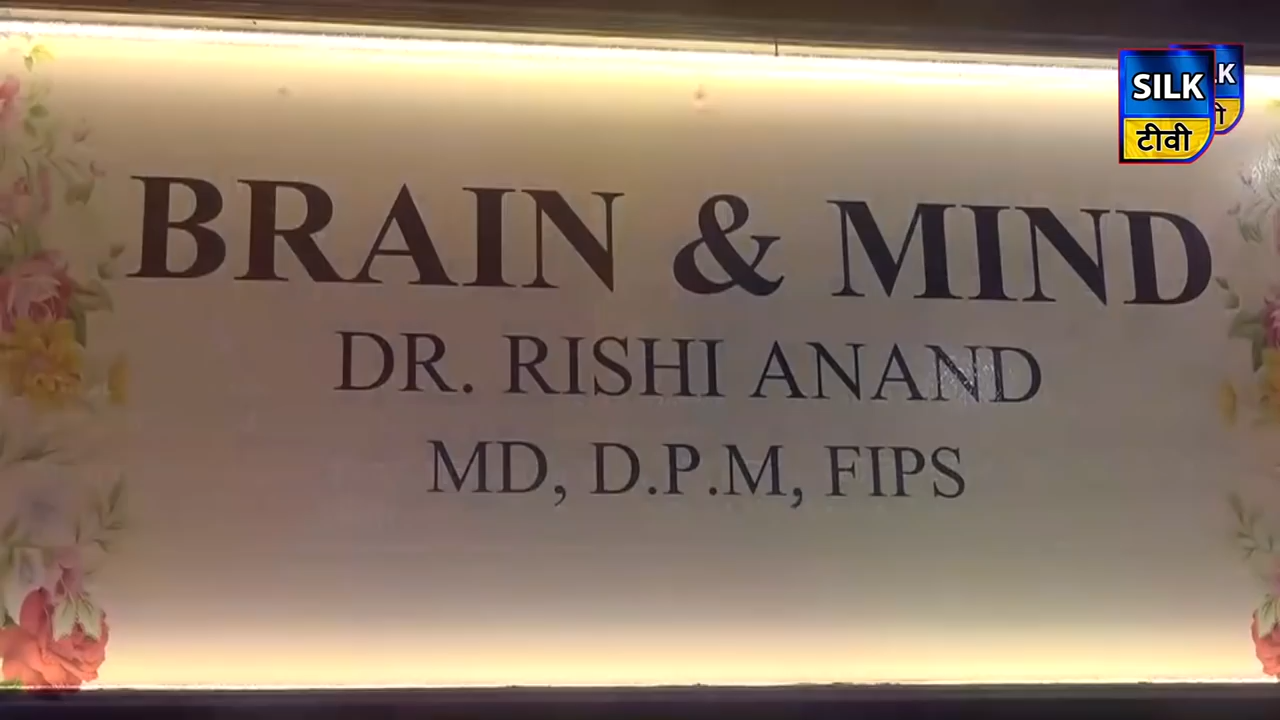 SILK
टीवी
BRAIN & MIND
DR. RISHI ANAND
MD, D.P.M, FIPS